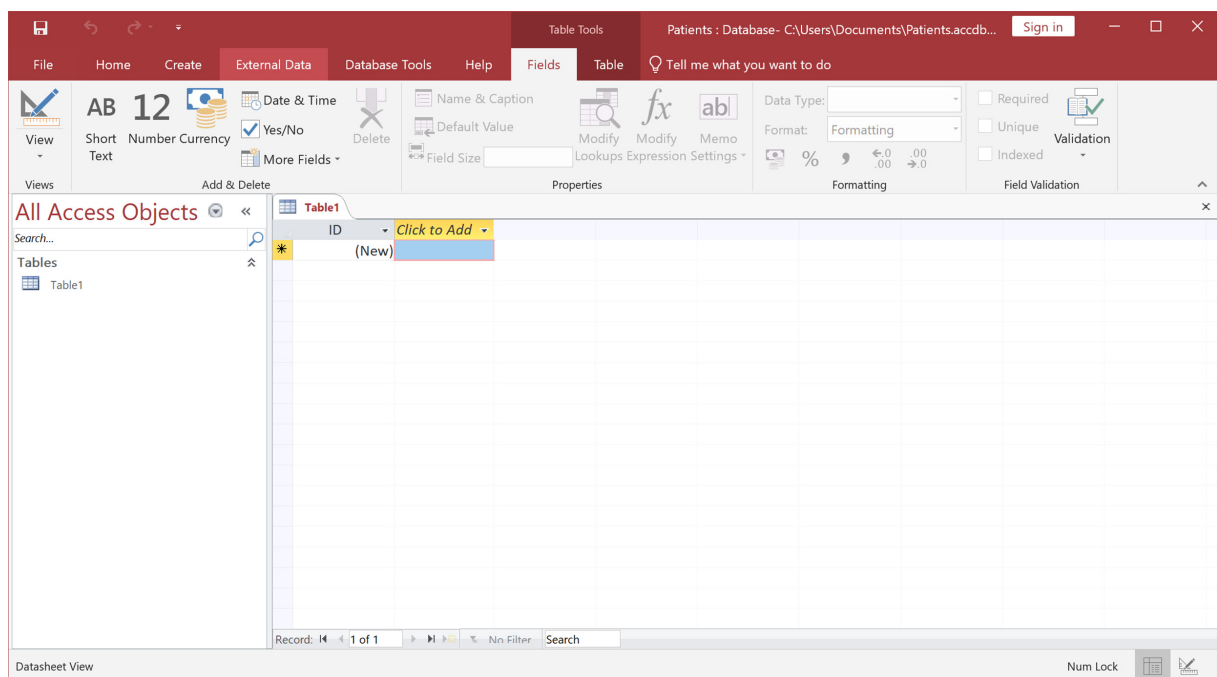 Table Tools Patients : Database- C:\Users\Documents\Patients.accdb... Sign in
File Home Create External Data Database Tools Help Fields Table Tell me what you want to do
View
Views
AB
Short
Text
12
Number
Currency
Date & Time
Yes/No
More Fields
Delete
Add & Delete
Name & Caption
Default Value
Field Size
Modify
Lookups
fx
Modify
Expression
ab
Memo
Settings
Properties
Data Type:
Format: Formatting
% , .0 .00 .00 .0
Formatting
Required
Unique
Indexed
Validation
Field Validation
All Access Objects «
Search...
Tables
Table1
Table1
ID Click to Add
* (New)
Record: 1 of 1 No Filter Search
Datasheet View Num Lock